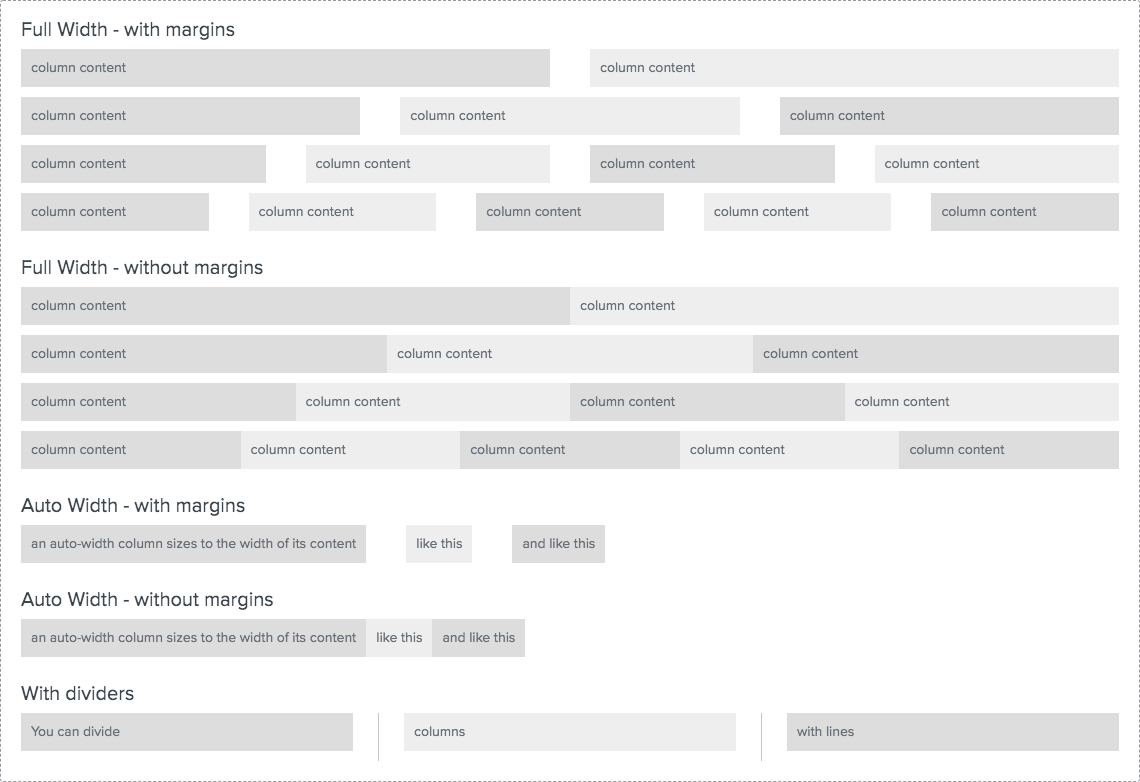 Full Width - with margins
column content column content
column content column content column content
column content column content column content column content
column content column content column content column content column content
Full Width - without margins
column content column content
column content column content column content
column content column content column content column content
column content column content column content column content column content
Auto Width - with margins
an auto-width column sizes to the width of its content like this and like this
Auto Width - without margins
an auto-width column sizes to the width of its content like this and like this
With dividers
You can divide columns with lines